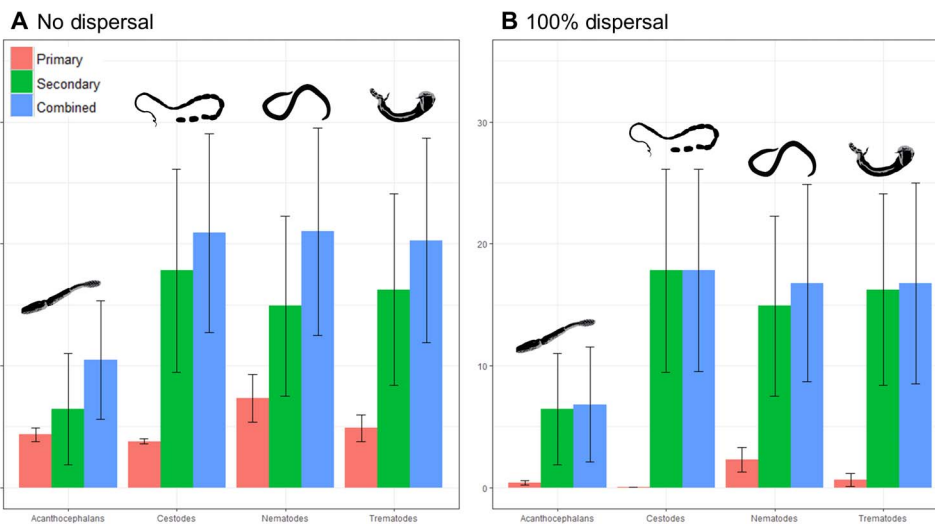 A No dispersal
Primary
Secondary
Combined
Acanthocephalans Cestodes Nematodes Trematodes
B 100% dispersal
30
20
10
0
Acanthocephalans Cestodes Nematodes Trematodes